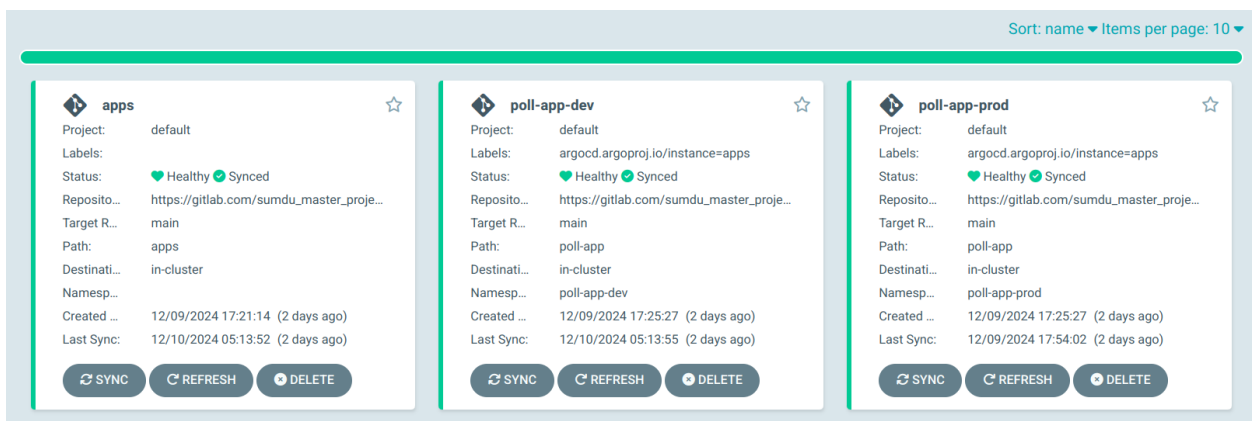 Sort: name Items per page: 10
apps
Project: default
Labels:
Status: Healthy Synced
Reposito... https://gitlab.com/sumdu_master_proje...
Target R... main
Path: apps
Destinati... in-cluster
Namesp...
Created ... 12/09/2024 17:21:14 (2 days ago)
Last Sync: 12/10/2024 05:13:52 (2 days ago)
SYNC REFRESH DELETE
poll-app-dev
Project: default
Labels: argocd.argoproj.io/instance=apps
Status: Healthy Synced
Reposito... https://gitlab.com/sumdu_master_proje...
Target R... main
Path: poll-app
Destinati... in-cluster
Namesp... poll-app-dev
Created ... 12/09/2024 17:25:27 (2 days ago)
Last Sync: 12/10/2024 05:13:55 (2 days ago)
SYNC REFRESH DELETE
poll-app-prod
Project: default
Labels: argocd.argoproj.io/instance=apps
Status: Healthy Synced
Reposito... https://gitlab.com/sumdu_master_proje...
Target R... main
Path: poll-app
Destinati... in-cluster
Namesp... poll-app-prod
Created ... 12/09/2024 17:25:27 (2 days ago)
Last Sync: 12/09/2024 17:54:02 (2 days ago)
SYNC REFRESH DELETE